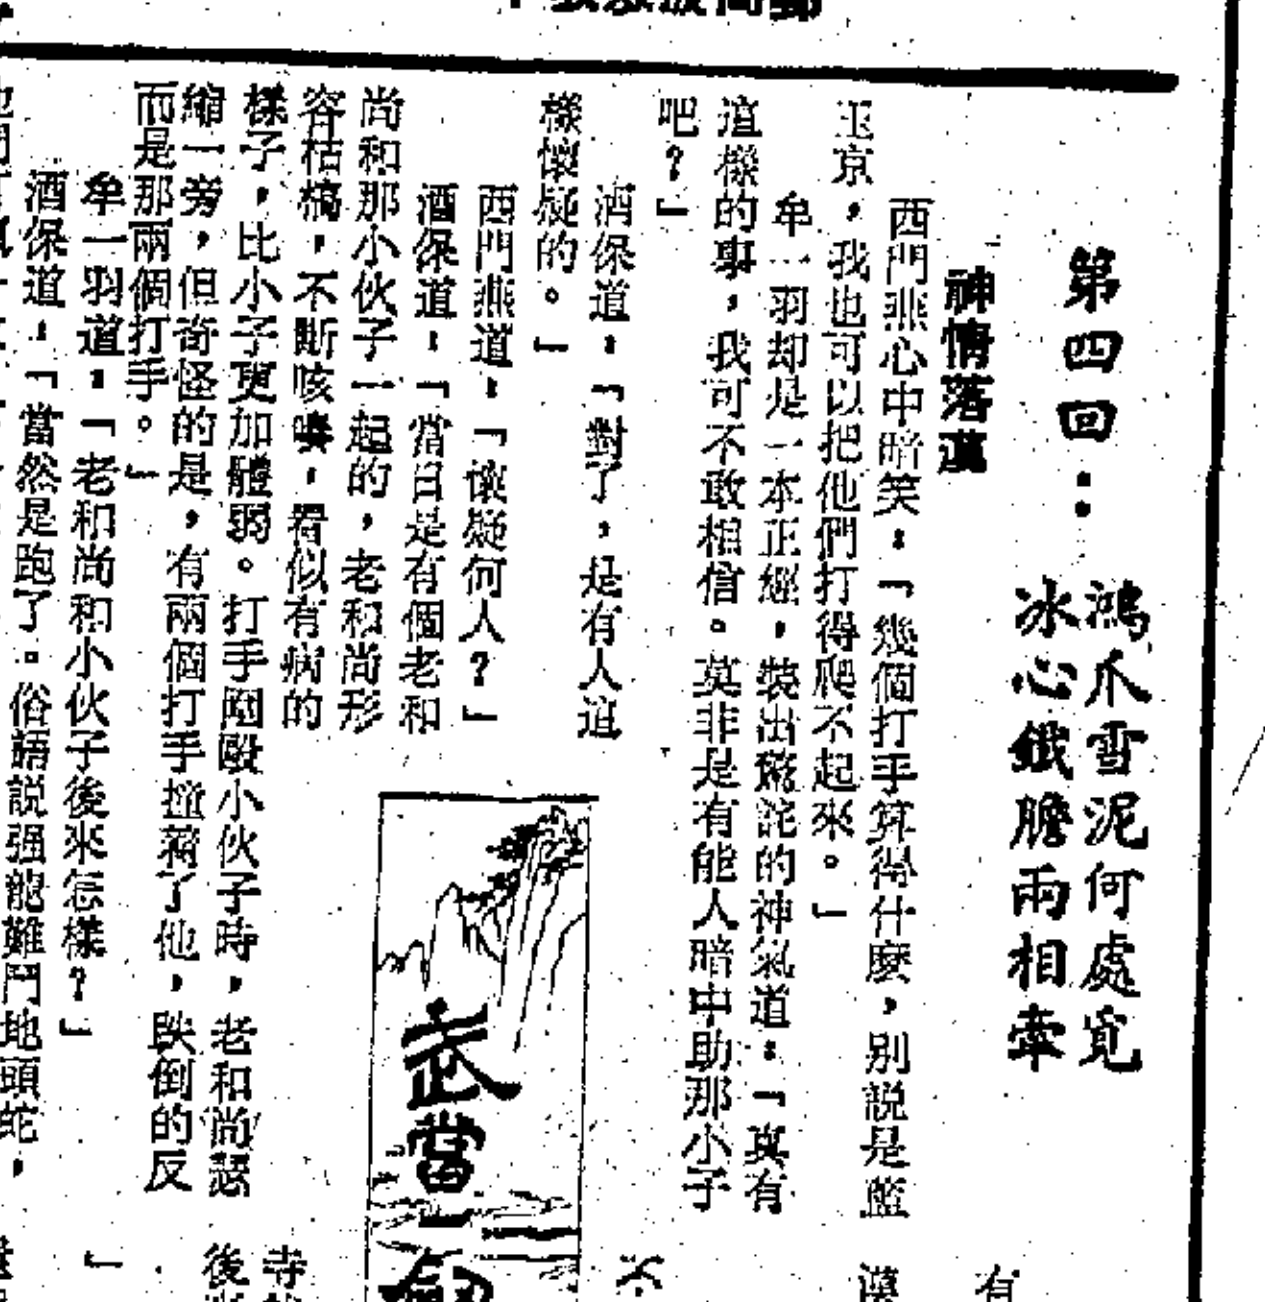 第四回：
鴻爪雪泥何處覓
冰心鐵膽兩相牽
神情落寞
西門燕心中暗笑：「幾個打手算得什麼，別説是藍
玉京，我也可以把他們打得爬不起來。」
牟一羽却是一本正經，裝出驚詫的神氣道：「真有
這樣的事，我可不敢相信。莫非是有能人暗中助那小子
吧？」
酒保道：「對了，是有人這
樣懷疑的。」
西門燕道：「懷疑何人？」
酒保道：「當日是有個老和
尚和那小伙子一起的，老和尚形
容枯槁，不斷咳嗽，看似有病的
樣子，比小子更加體弱。打手圍毆小伙子時，老和尚瑟
縮一旁，但奇怪的是，有兩個打手撞着了他，跌倒的反
而是那兩個打手。」
牟一羽道：「老和尚和小伙子後來怎樣？」
酒保道：「當然是跑了。俗語説强龍難鬥地頭蛇，
武當一劍